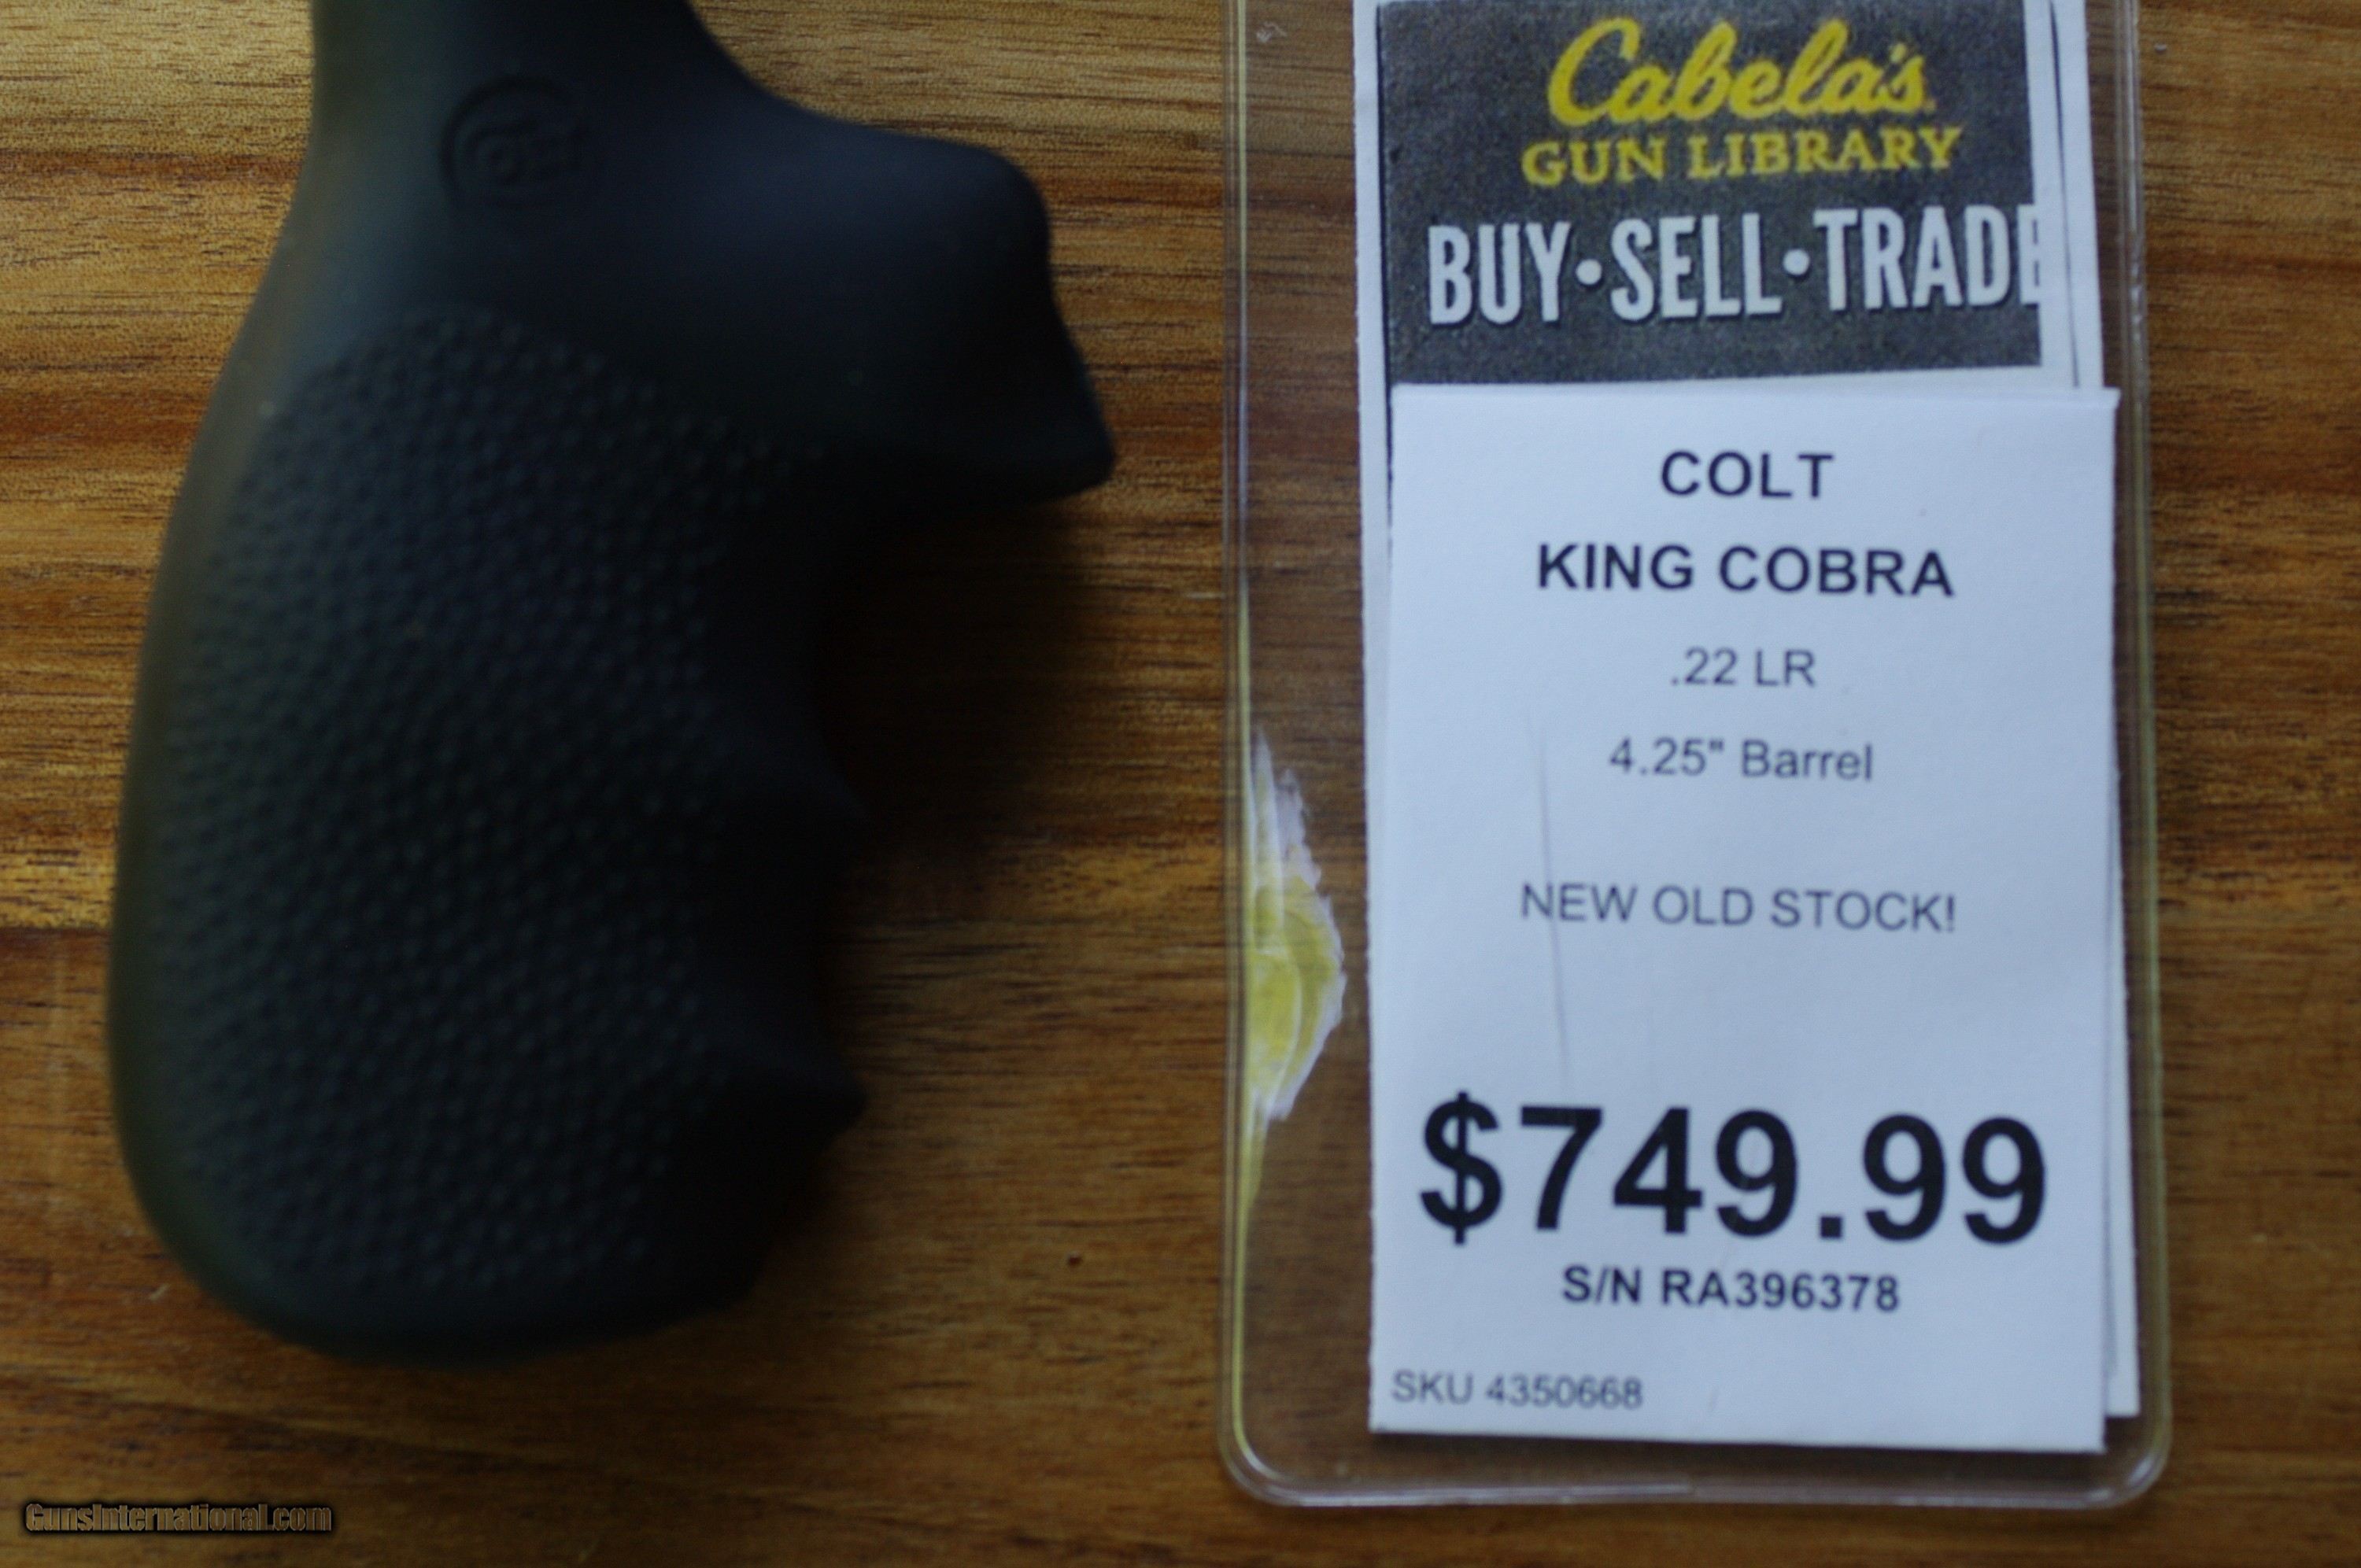 Colt
Cabela's
GUN LIBRARY
BUY•SELL•TRADE
COLT
KING COBRA
.22 LR
4.25" Barrel
NEW OLD STOCK!
$749.99
S/N RA396378
SKU 4350668
GunsInternational.com